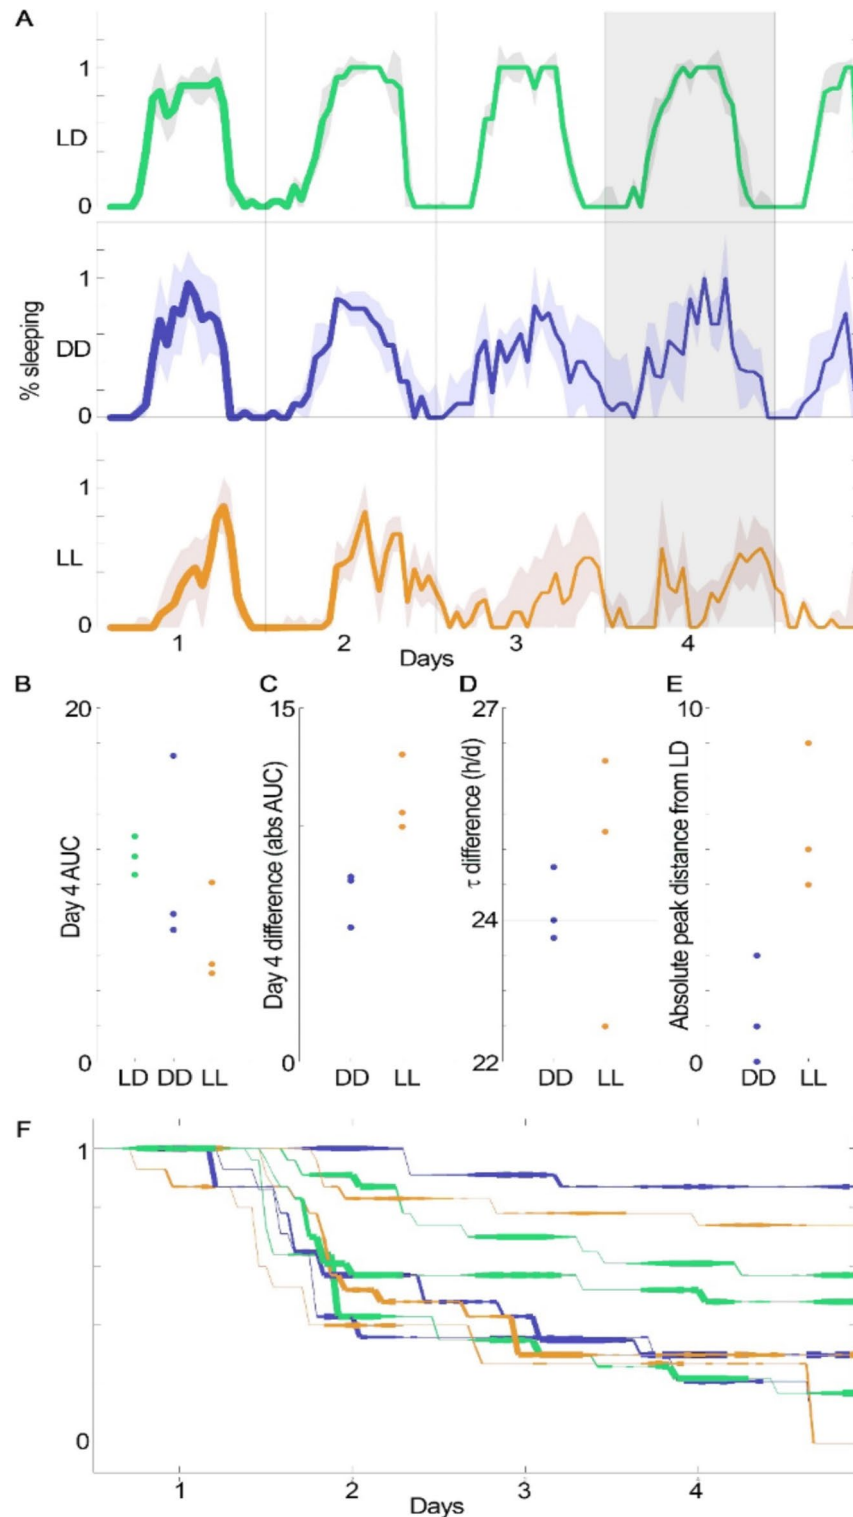 A
1
LD
0
1
DD
0
% sleeping
1
LL
0
1 2 3 4
Days
B C D E
20 15 27 10
Day 4 AUC
Day 4 difference (abs AUC)
τ difference (h/d)
24
Absolute peak distance from LD
0 0 22 0
LD DD LL DD LL DD LL DD LL
F
1
0
1 2 3 4
Days